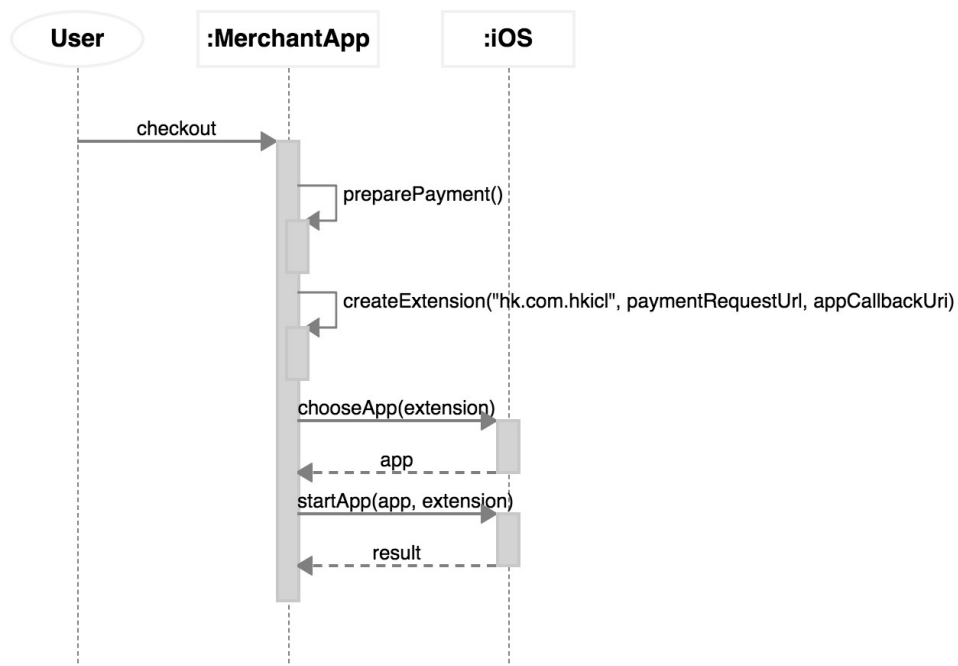 User
:MerchantApp
:iOS
checkout
preparePayment()
createExtension("hk.com.hkicl", paymentRequestUrl, appCallbackUri)
chooseApp(extension)
app
startApp(app, extension)
result